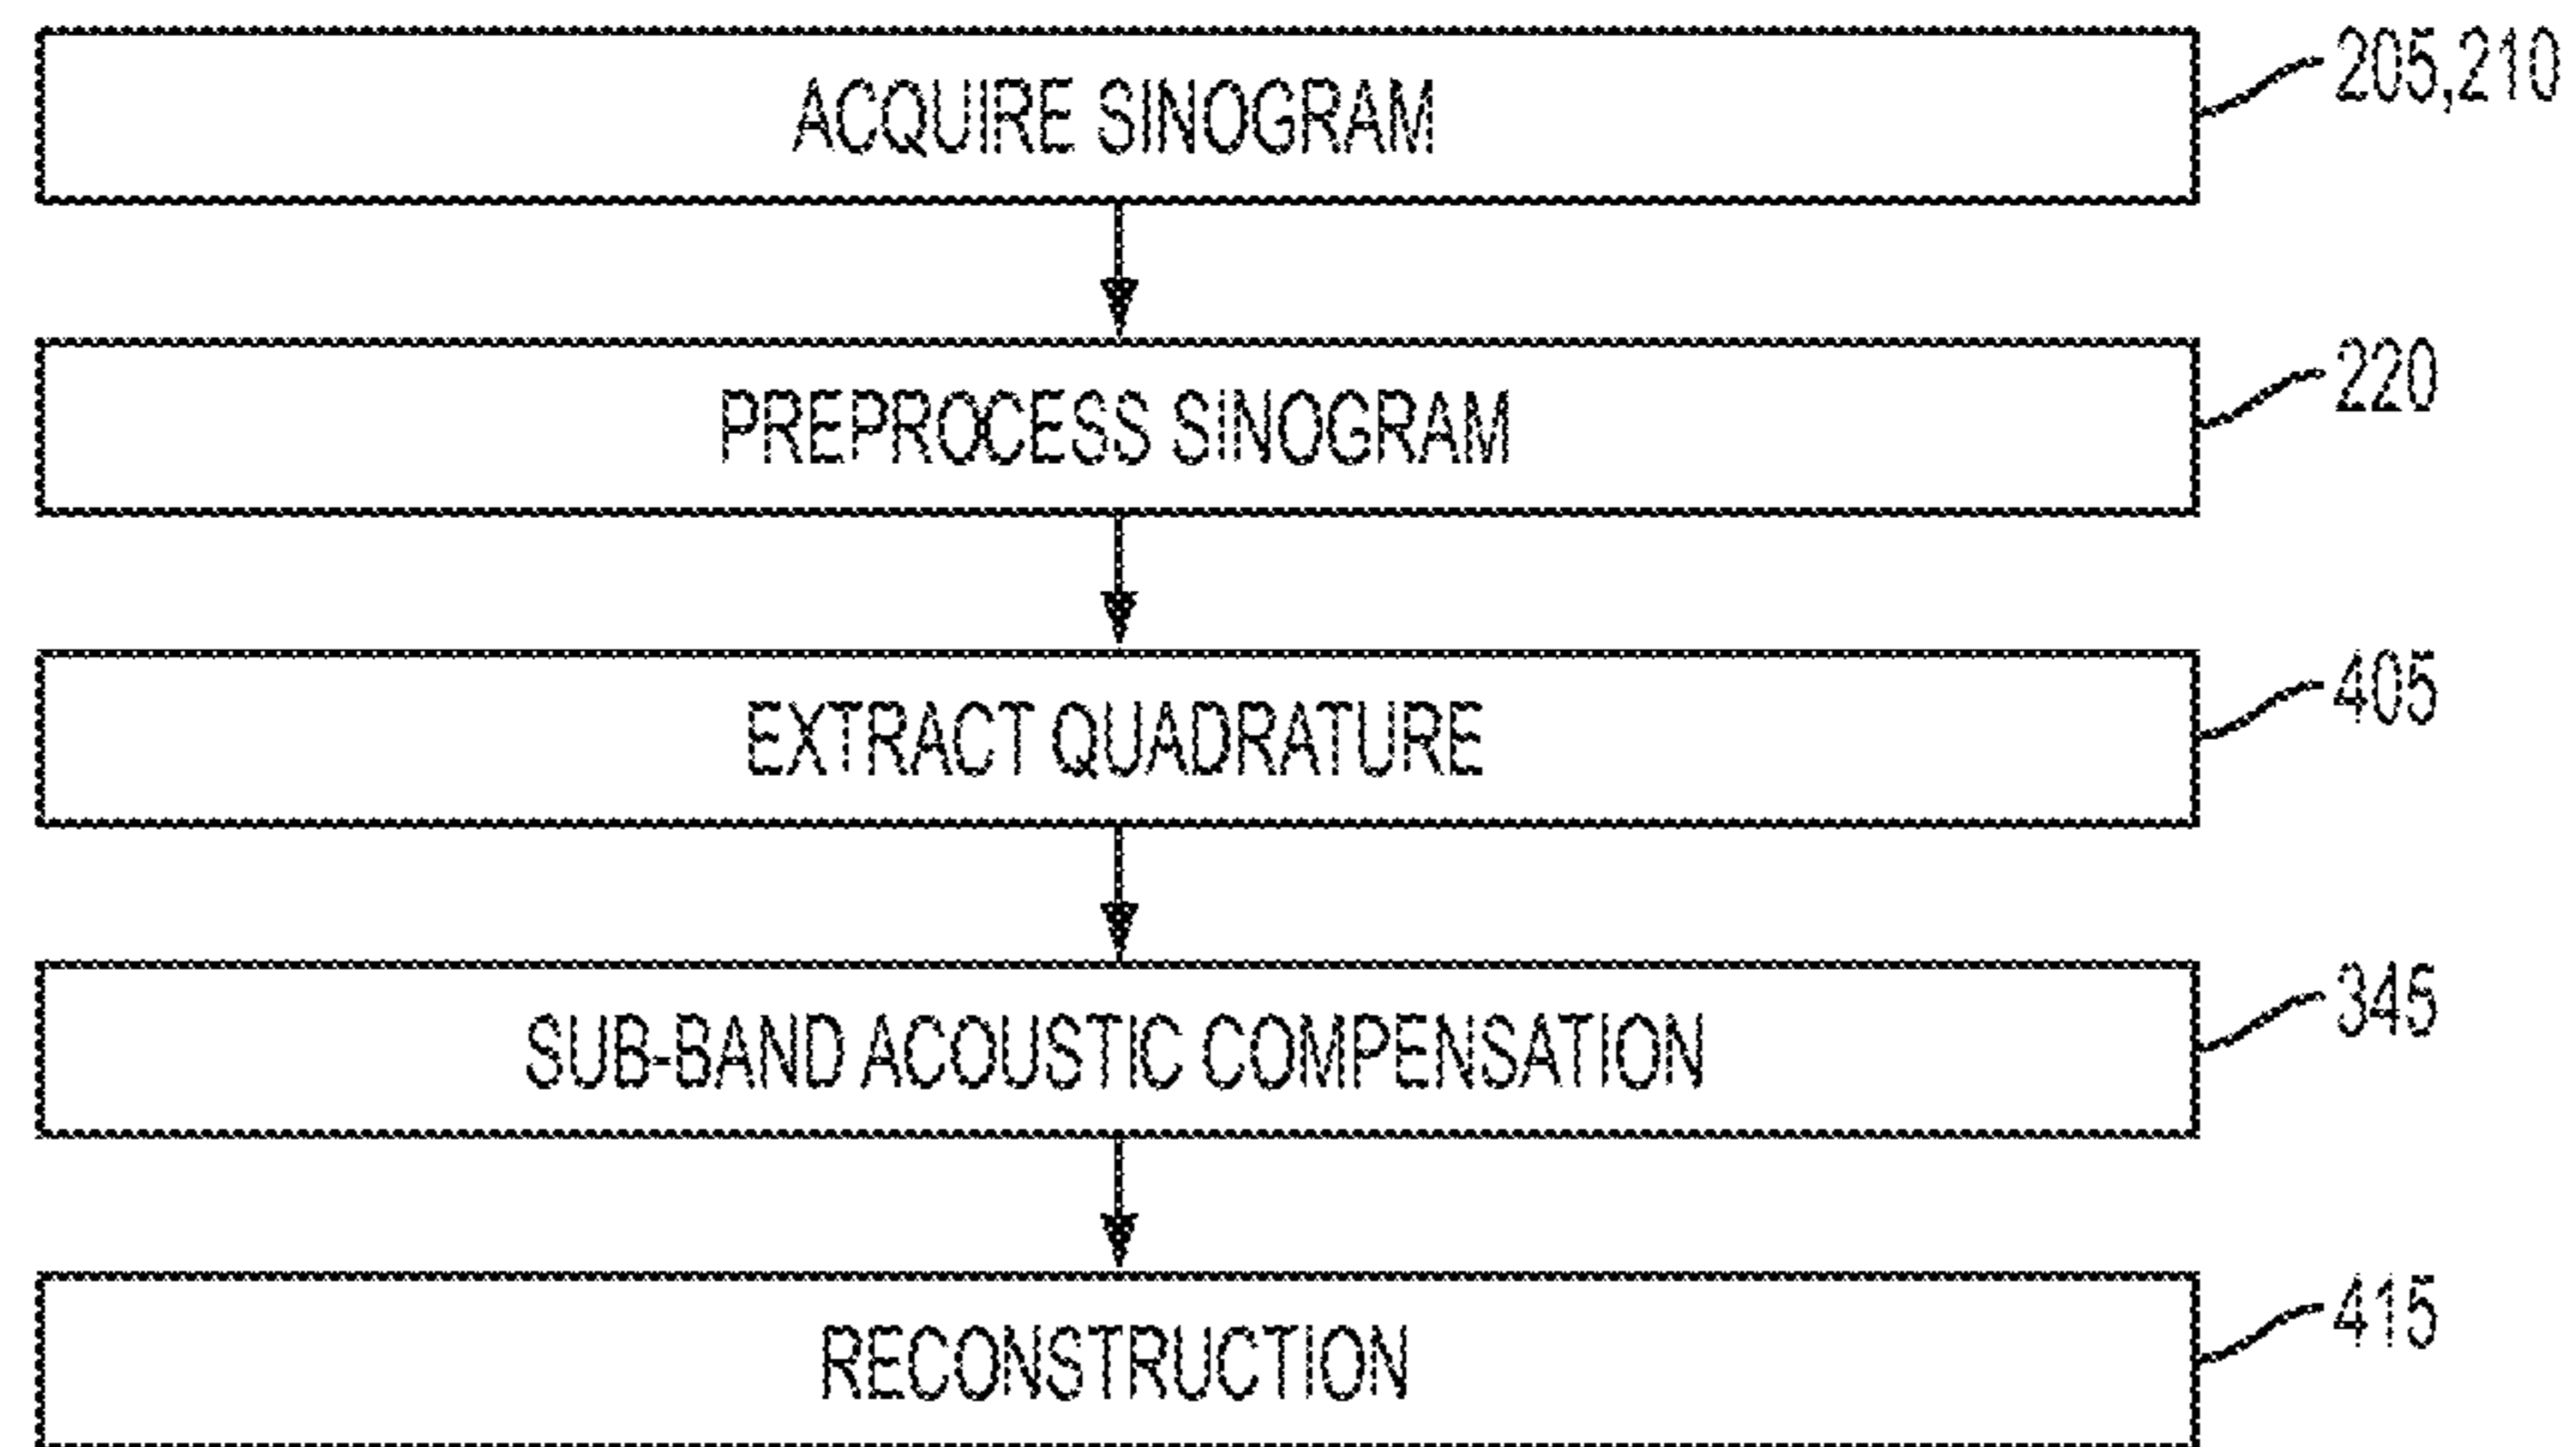 ACQUIRE SINOGRAM
205,210
PREPROCESS SINOGRAM
220
EXTRACT QUADRATURE
405
SUB-BAND ACOUSTIC COMPENSATION
345
RECONSTRUCTION
415